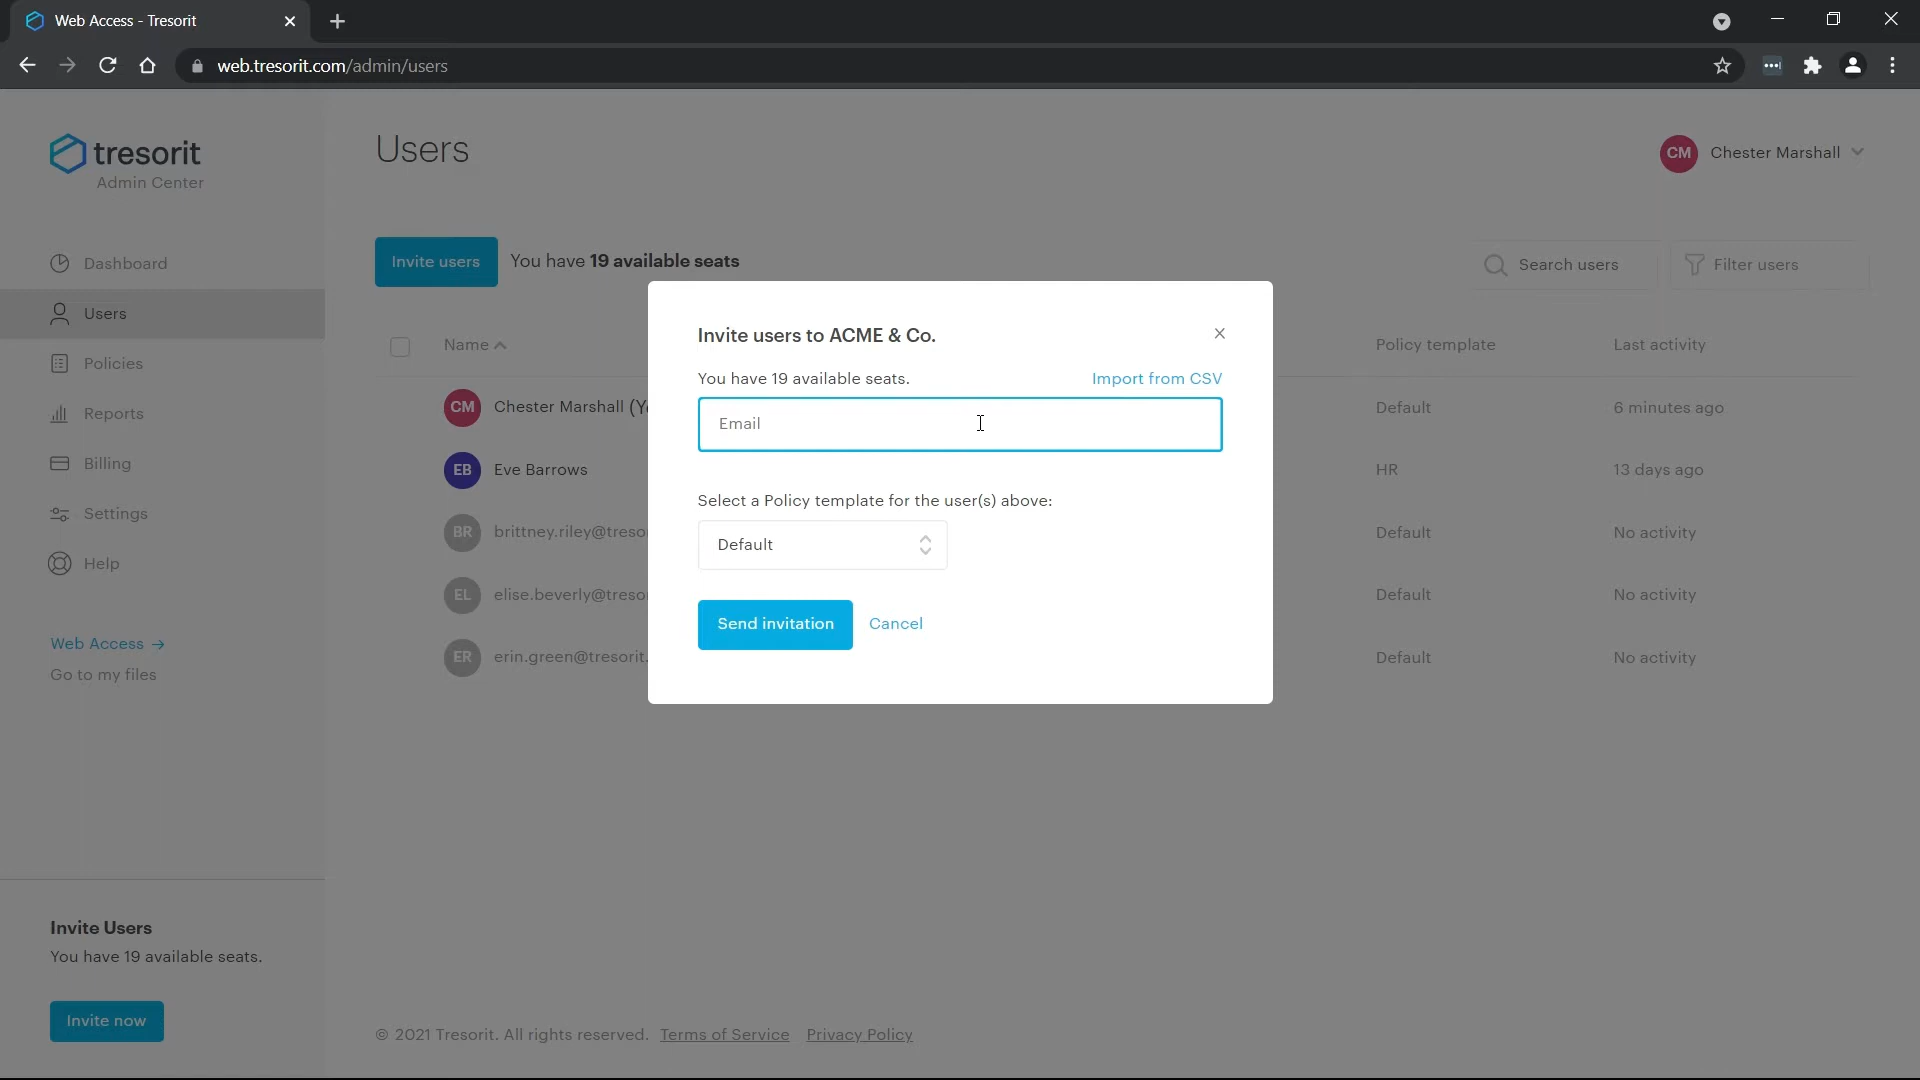 Web Access - Tresorit
web.tresorit.com/admin/users
tresorit
Admin Center
Users
CM Chester Marshall
Dashboard
Users
Policies
Reports
Billing
Settings
Help
Web Access →
Go to my files
Invite Users
You have 19 available seats.
Invite now
Invite users You have 19 available seats
Search users Filter users
Name Policy template Last activity
CM Chester Marshall (Y Default 6 minutes ago
EB Eve Barrows HR 13 days ago
BR brittney.riley@treso Default No activity
EL elise.beverly@treso Default No activity
ER erin.green@tresorit. Default No activity
Invite users to ACME & Co.
You have 19 available seats. Import from CSV
Email
Select a Policy template for the user(s) above:
Default
Send invitation Cancel
© 2021 Tresorit. All rights reserved. Terms of Service Privacy Policy